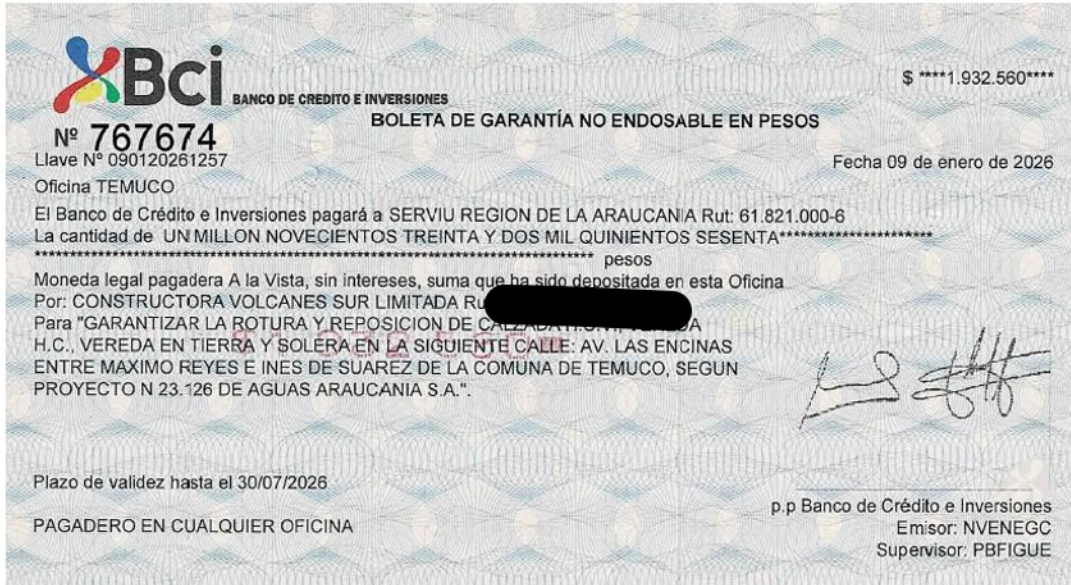 Bci BANCO DE CREDITO E INVERSIONES
$ ****1.932.560****
BOLETA DE GARANTÍA NO ENDOSABLE EN PESOS
Nº 767674
Llave Nº 090120261257
Fecha 09 de enero de 2026
Oficina TEMUCO
El Banco de Crédito e Inversiones pagará a SERVIU REGION DE LA ARAUCANIA Rut: 61.821.000-6
La cantidad de UN MILLON NOVECIENTOS TREINTA Y DOS MIL QUINIENTOS SESENTA**********************
******************************************************************************** pesos
Moneda legal pagadera A la Vista, sin intereses, suma que ha sido depositada en esta Oficina
Por: CONSTRUCTORA VOLCANES SUR LIMITADA
Para "GARANTIZAR LA ROTURA Y REPOSICION DE
H.C., VEREDA EN TIERRA Y SOLERA EN LA SIGUIENTE CALLE: AV. LAS ENCINAS
ENTRE MAXIMO REYES E INES DE SUAREZ DE LA COMUNA DE TEMUCO, SEGUN
PROYECTO N 23.126 DE AGUAS ARAUCANIA S.A.".
Plazo de validez hasta el 30/07/2026
PAGADERO EN CUALQUIER OFICINA
p.p Banco de Crédito e Inversiones
Emisor: NVENEGC
Supervisor: PBFIGUE